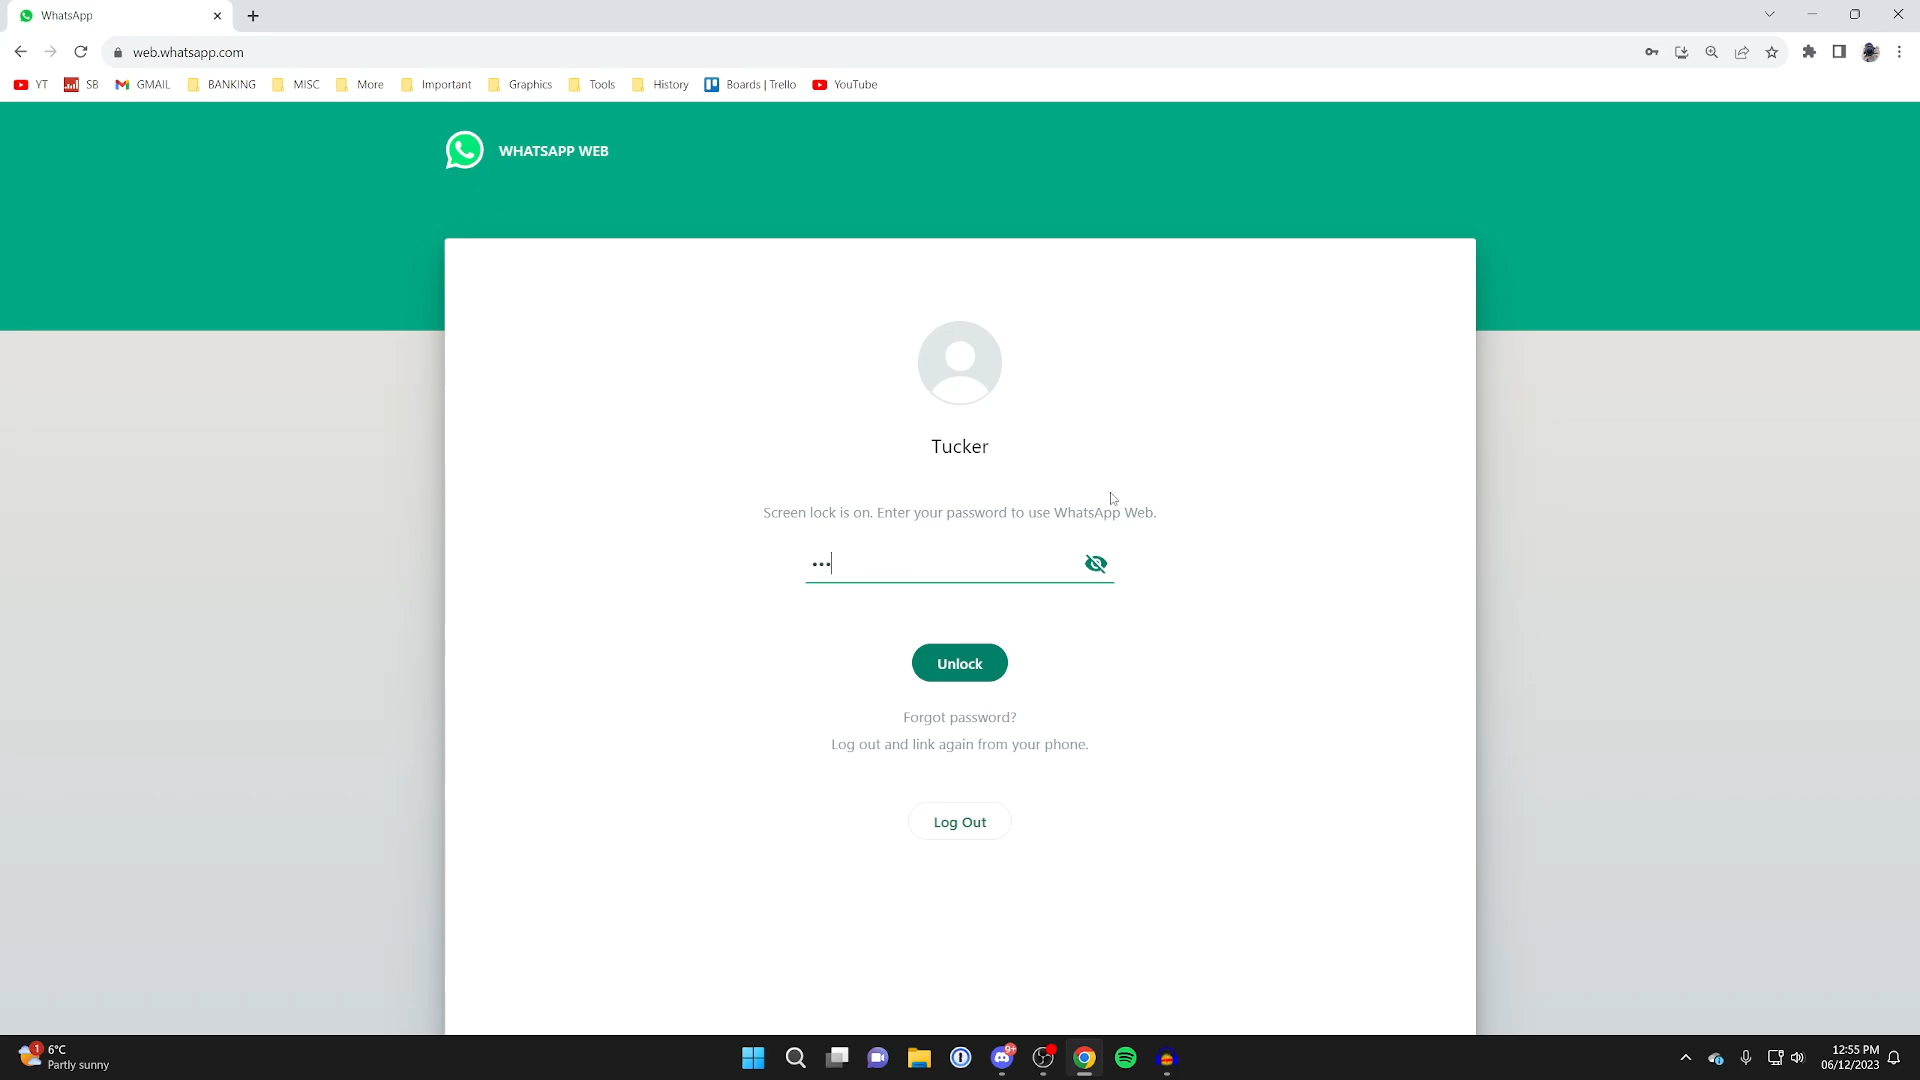 WhatsApp
web.whatsapp.com
YT SB GMAIL BANKING MISC More Important Graphics Tools History Boards | Trello YouTube
WHATSAPP WEB
Tucker
Screen lock is on. Enter your password to use WhatsApp Web.
•••
Unlock
Forgot password?
Log out and link again from your phone.
Log Out
1
6°C
Partly sunny
9+
12:55 PM
06/12/2023